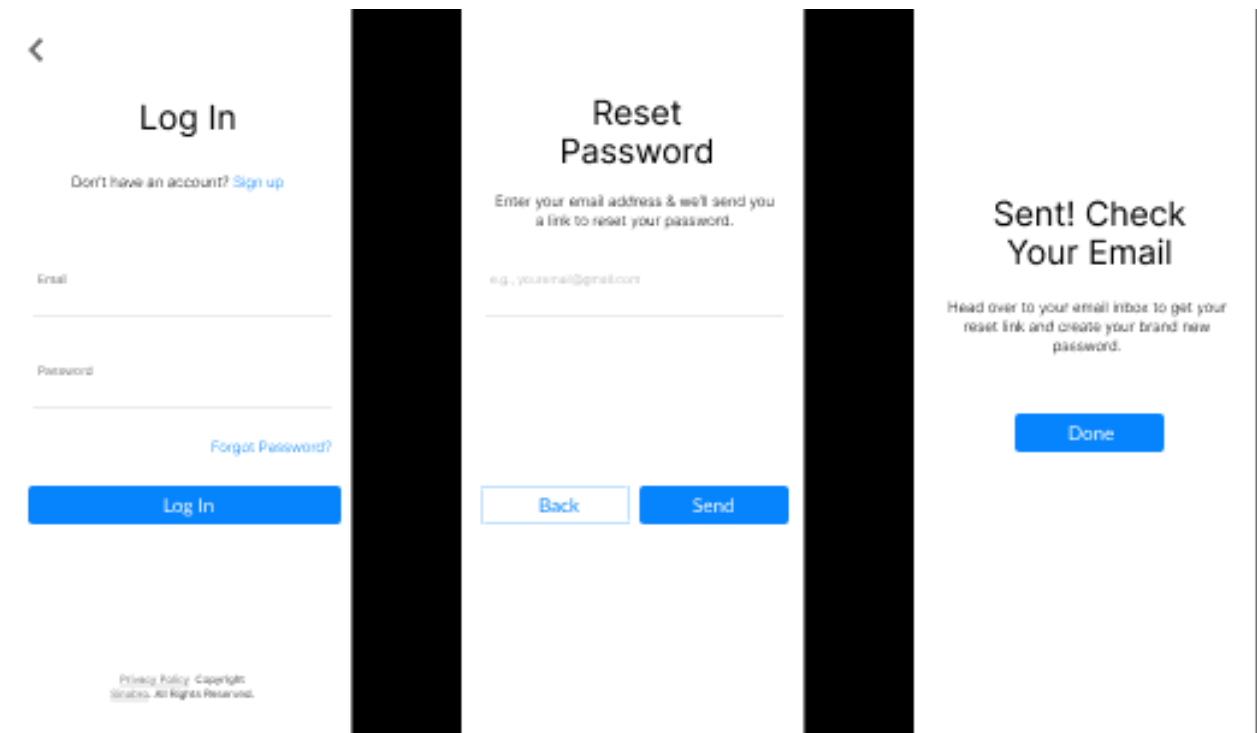 Log In
Don't have an account? Sign up
Email
Password
Forgot Password?
Log In
Privacy Policy Copyright
Sinabro. All Rights Reserved.
Reset
Password
Enter your email address & we'll send you
a link to reset your password.
e.g., youremail@gmail.com
Back
Send
Sent! Check
Your Email
Head over to your email inbox to get your
reset link and create your brand new
password.
Done